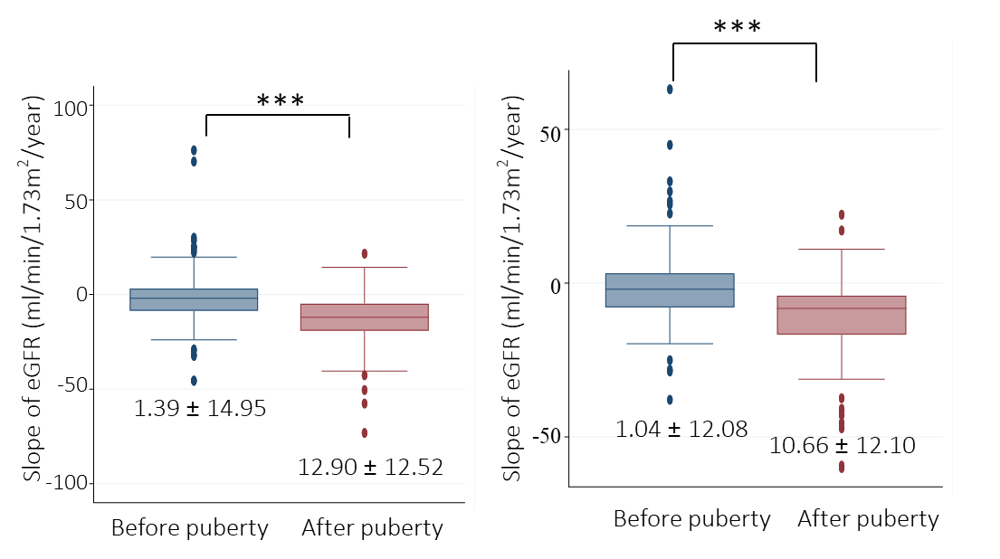 ***
Slope of eGFR (ml/min/1.73m²/year)
100
50
0
-50
-100
1.39 ± 14.95
12.90 ± 12.52
Before puberty
After puberty
***
Slope of eGFR (ml/min/1.73m²/year)
50
0
-50
1.04 ± 12.08
10.66 ± 12.10
Before puberty
After puberty